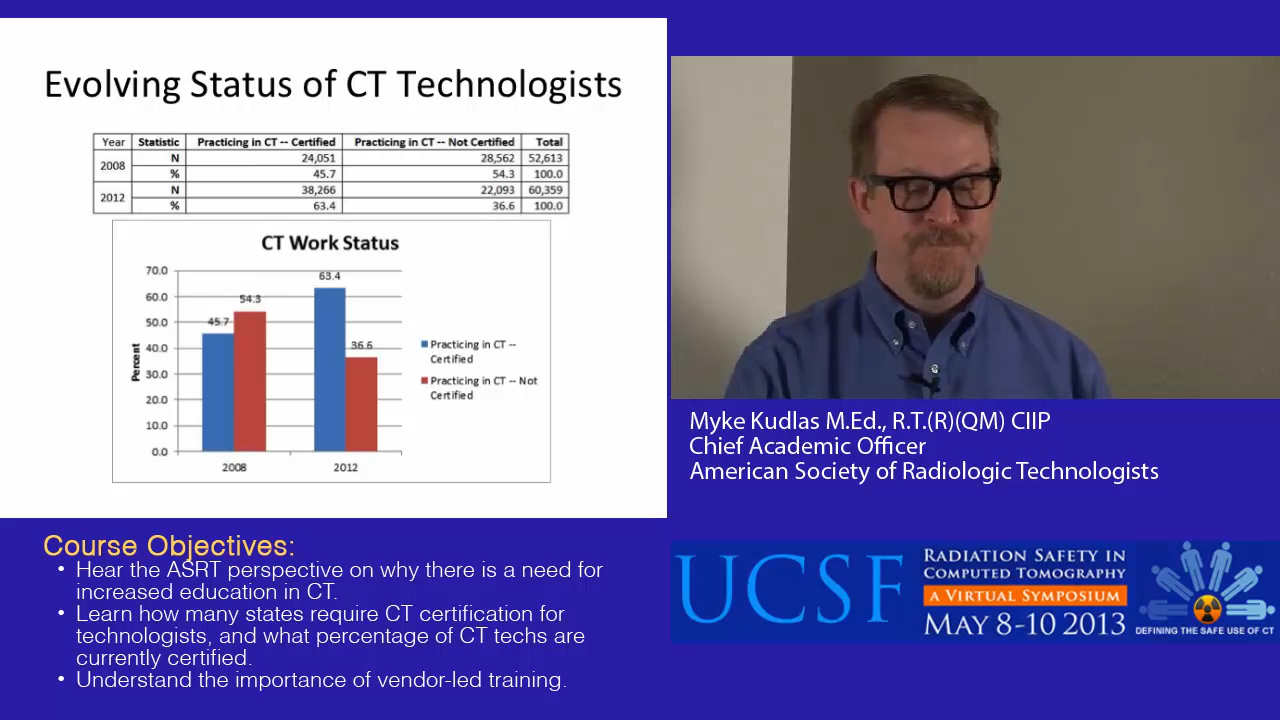 Evolving Status of CT Technologists
Year Statistic Practicing in CT -- Certified Practicing in CT -- Not Certified Total
2008 N 24,051 28,562 52,613
% 45.7 54.3 100.0
2012 N 38,266 22,093 60,359
% 63.4 36.6 100.0
CT Work Status
70.0
60.0
50.0
40.0
30.0
20.0
10.0
0.0
Percent
45.7
54.3
63.4
36.6
2008 2012
Practicing in CT --
Certified
Practicing in CT -- Not
Certified
Myke Kudlas M.Ed., R.T.(R)(QM) CIIP
Chief Academic Officer
American Society of Radiologic Technologists
Course Objectives:
• Hear the ASRT perspective on why there is a need for
increased education in CT.
• Learn how many states require CT certification for
technologists, and what percentage of CT techs are
currently certified.
• Understand the importance of vendor-led training.
UCSF
RADIATION SAFETY IN
COMPUTED TOMOGRAPHY
A VIRTUAL SYMPOSIUM
MAY 8-10 2013
DEFINING THE SAFE USE OF CT